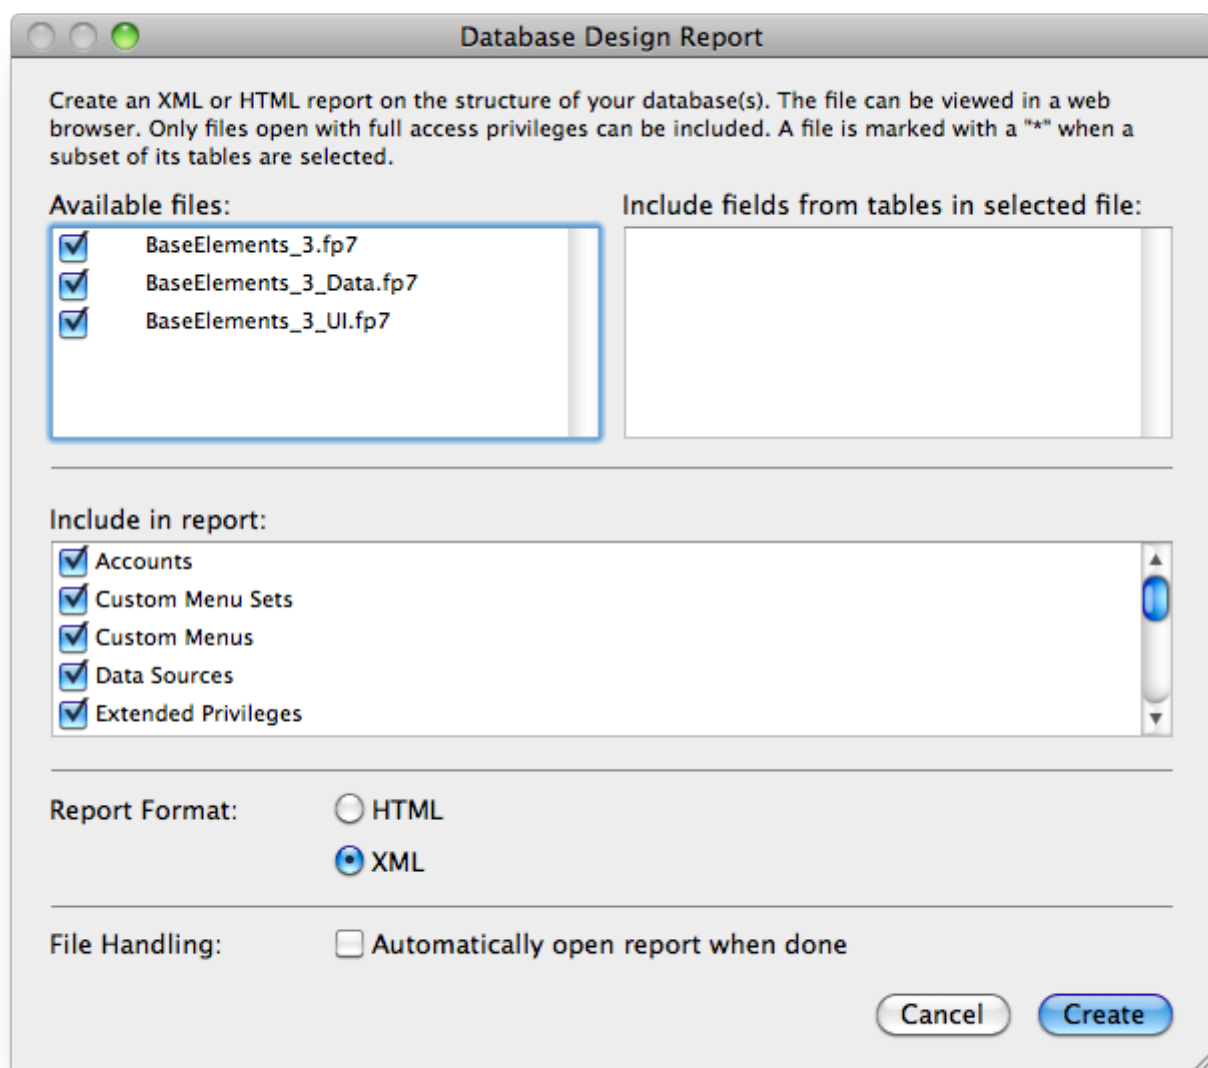 Database Design Report
Create an XML or HTML report on the structure of your database(s). The file can be viewed in a web
browser. Only files open with full access privileges can be included. A file is marked with a "*" when a
subset of its tables are selected.
Available files:
Include fields from tables in selected file:
BaseElements_3.fp7
BaseElements_3_Data.fp7
BaseElements_3_UI.fp7
Include in report:
Accounts
Custom Menu Sets
Custom Menus
Data Sources
Extended Privileges
Report Format:
HTML
XML
File Handling:
Automatically open report when done
Cancel
Create